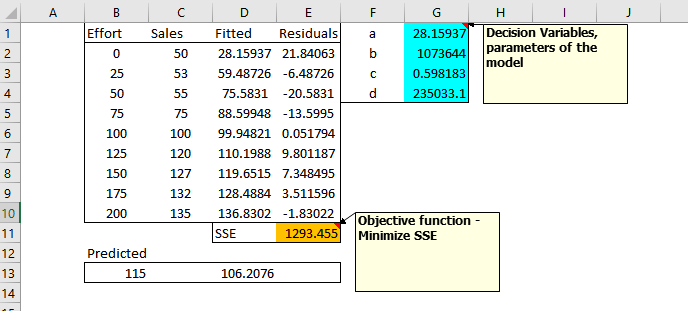 A B C D E F G H I J
1 Effort Sales Fitted Residuals a 28.15937 Decision Variables,
2 0 50 28.15937 21.84063 b 1073644 parameters of the
3 25 53 59.48726 -6.48726 c 0.598183 model
4 50 55 75.5831 -20.5831 d 235033.1
5 75 75 88.59948 -13.5995
6 100 100 99.94821 0.051794
7 125 120 110.1988 9.801187
8 150 127 119.6515 7.348495
9 175 132 128.4884 3.511596
10 200 135 136.8302 -1.83022 Objective function -
11 SSE 1293.455 Minimize SSE
12 Predicted
13 115 106.2076
14